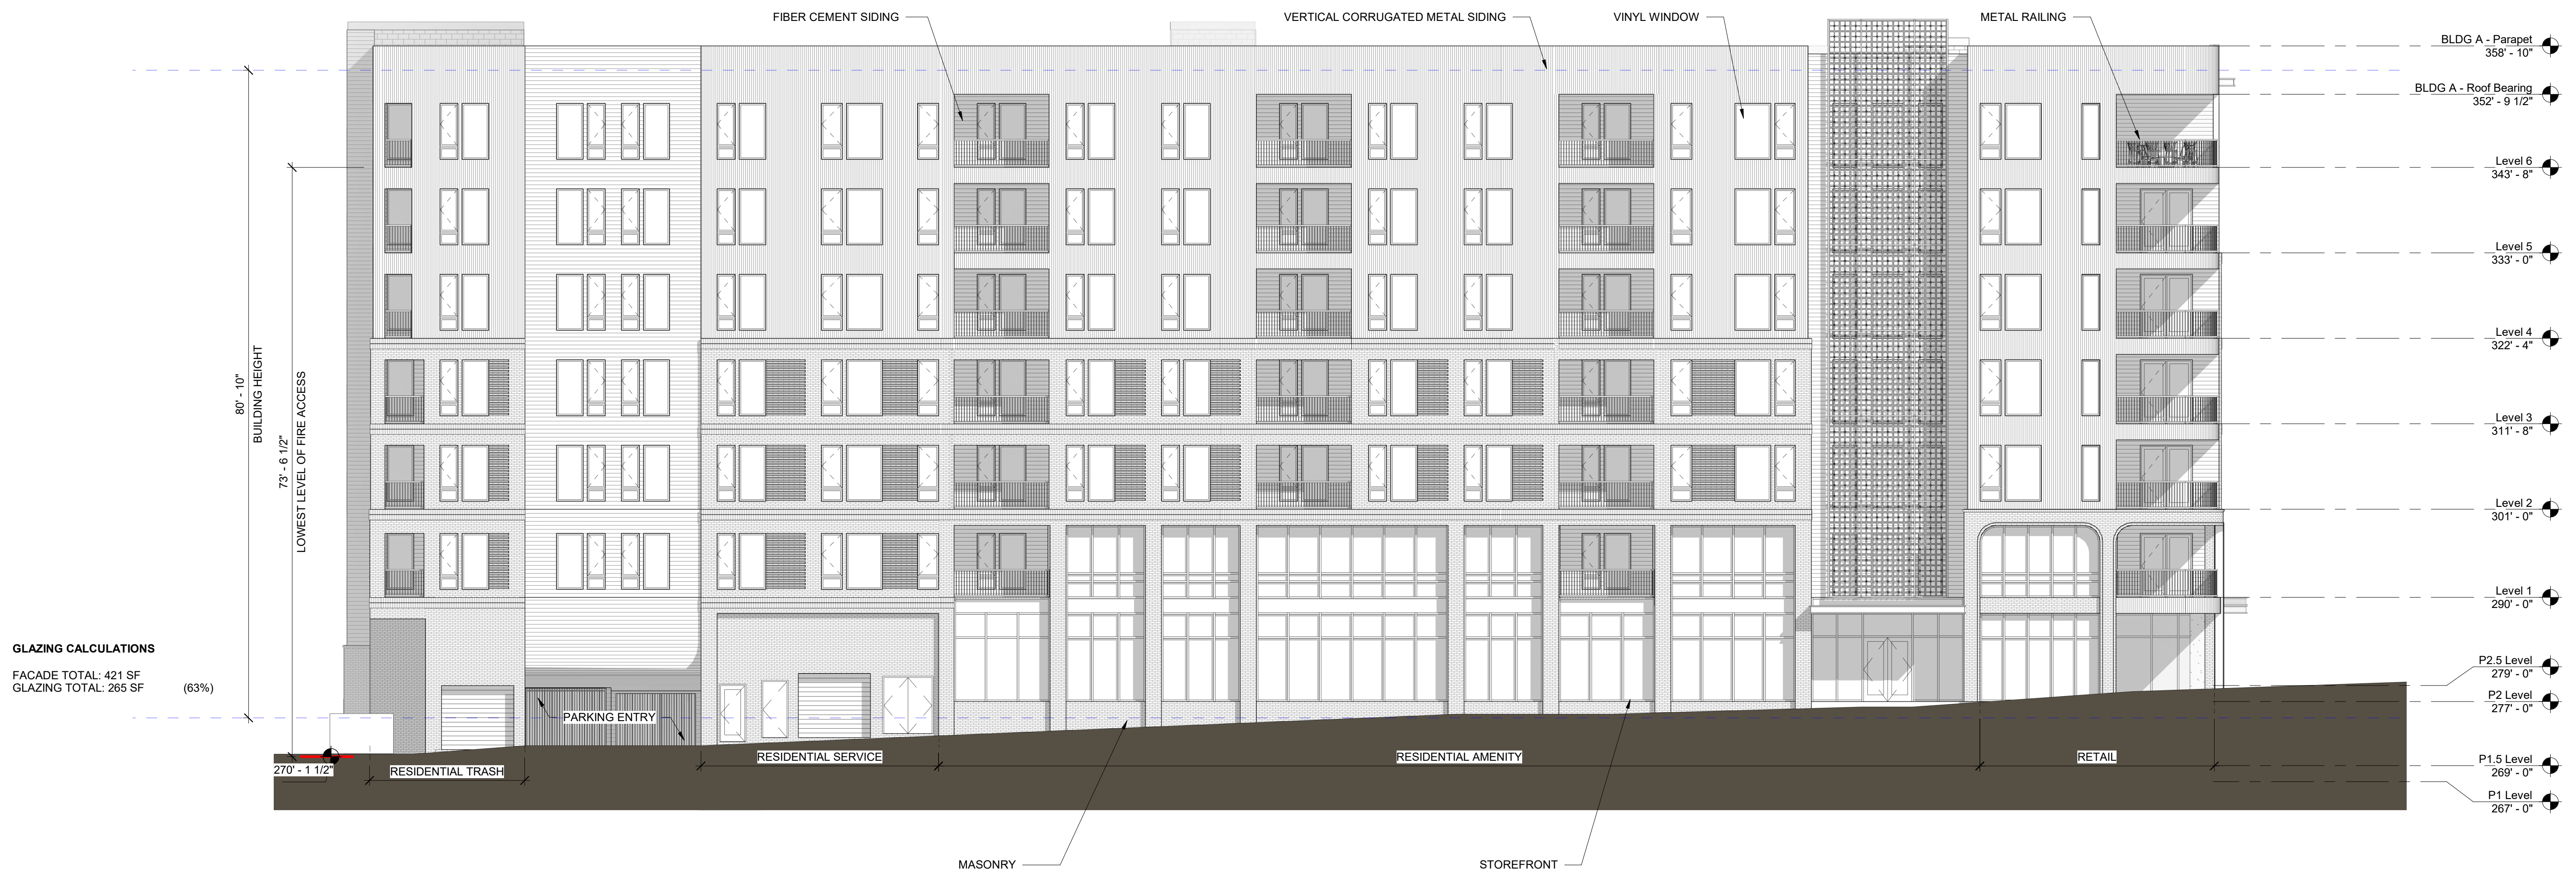 FIBER CEMENT SIDING
VERTICAL CORRUGATED METAL SIDING
VINYL WINDOW
METAL RAILING
BLDG A - Parapet
358' - 10"
BLDG A - Roof Bearing
352' - 9 1/2"
Level 6
343' - 8"
Level 5
333' - 0"
Level 4
322' - 4"
Level 3
311' - 8"
Level 2
301' - 0"
Level 1
290' - 0"
P2.5 Level
279' - 0"
P2 Level
277' - 0"
P1.5 Level
269' - 0"
P1 Level
267' - 0"
80' - 10"
BUILDING HEIGHT
73' - 6 1/2"
LOWEST LEVEL OF FIRE ACCESS
GLAZING CALCULATIONS
FACADE TOTAL: 421 SF
GLAZING TOTAL: 265 SF (63%)
PARKING ENTRY
270' - 1 1/2"
RESIDENTIAL TRASH
RESIDENTIAL SERVICE
RESIDENTIAL AMENITY
RETAIL
MASONRY
STOREFRONT